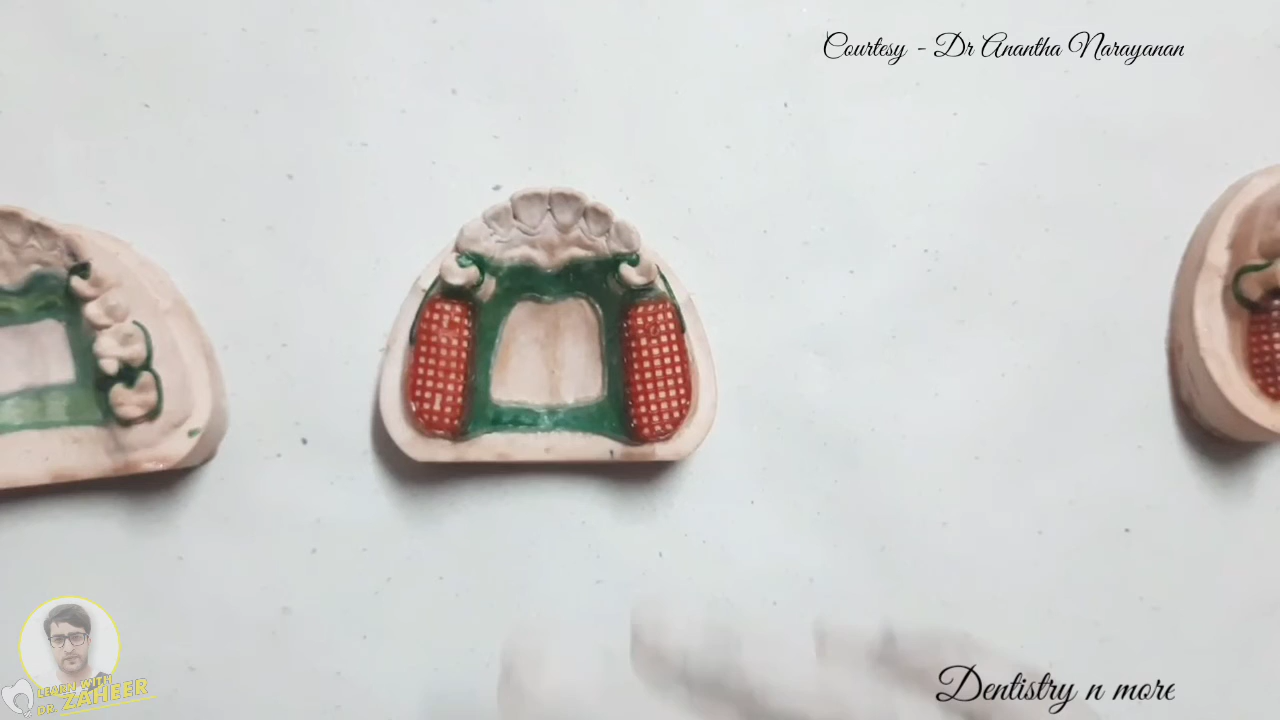 Courtesy - Dr Anantha Narayanan
LEARN WITH
DR. ZAHEER
Dentistry n more